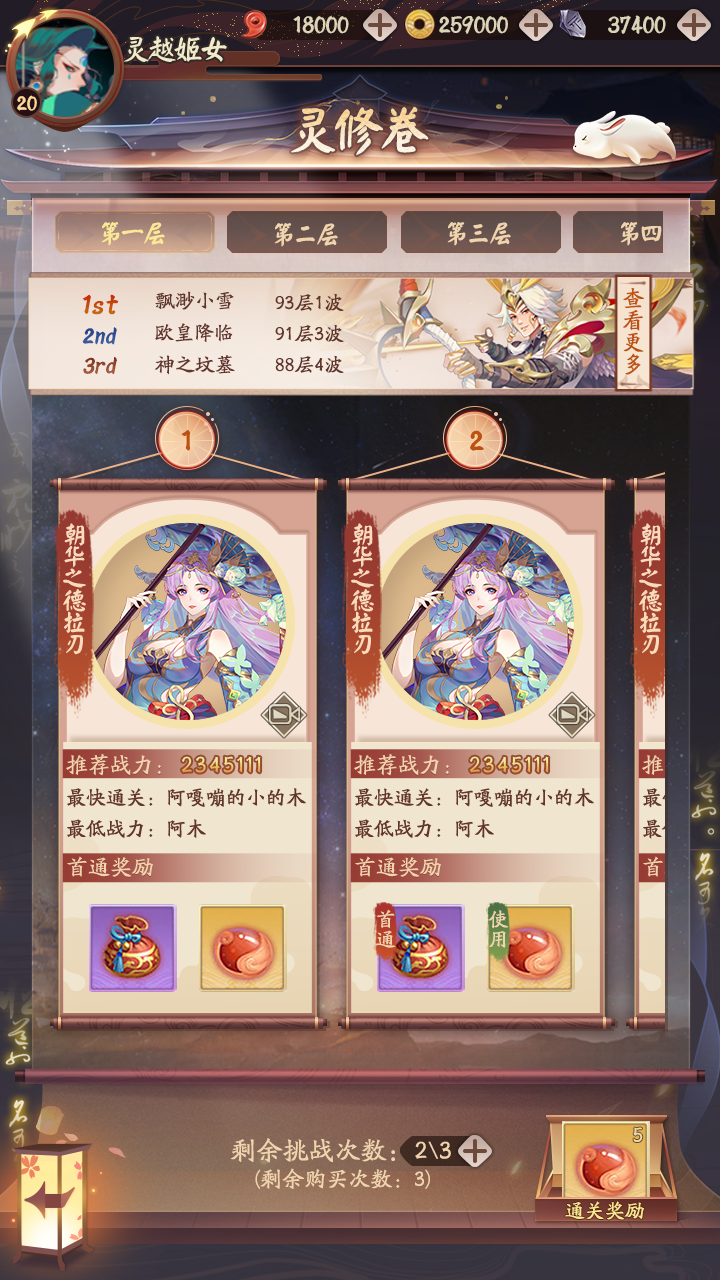 18000
259000
37400
灵越姬女
20
灵修卷
第一层
第二层
第三层
第四
1st 飘渺小雪 93层1波
2nd 欧皇降临 91层3波
3rd 神之坟墓 88层4波
查看更多
1
2
朝华之德拉刃
推荐战力：2345111
最快通关：阿嘎嘣的小的木
最低战力：阿木
首通奖励
朝华之德拉刃
推荐战力：2345111
最快通关：阿嘎嘣的小的木
最低战力：阿木
首通奖励
首通
使用
朝华之德拉刃
推
最
最
首
剩余挑战次数：2\3
(剩余购买次数：3)
5
通关奖励